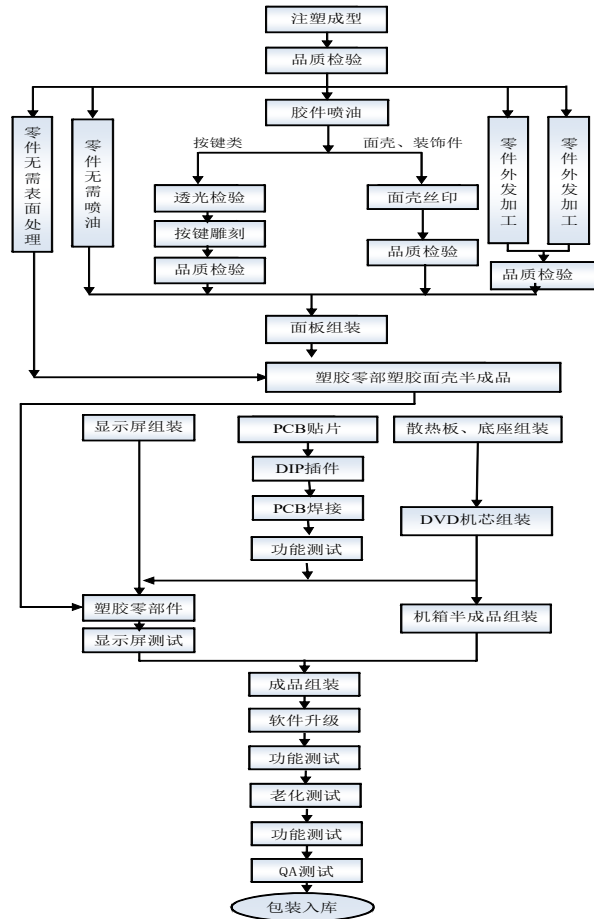 注塑成型
品质检验
胶件喷油
零件无需表面处理
零件无需喷油
按键类
面壳、装饰件
零件外发加工
零件外发加工
透光检验
面壳丝印
按键雕刻
品质检验
品质检验
品质检验
面板组装
塑胶零部塑胶面壳半成品
显示屏组装
PCB贴片
散热板、底座组装
DIP插件
PCB焊接
DVD机芯组装
功能测试
塑胶零部件
机箱半成品组装
显示屏测试
成品组装
软件升级
功能测试
老化测试
功能测试
QA测试
包装入库